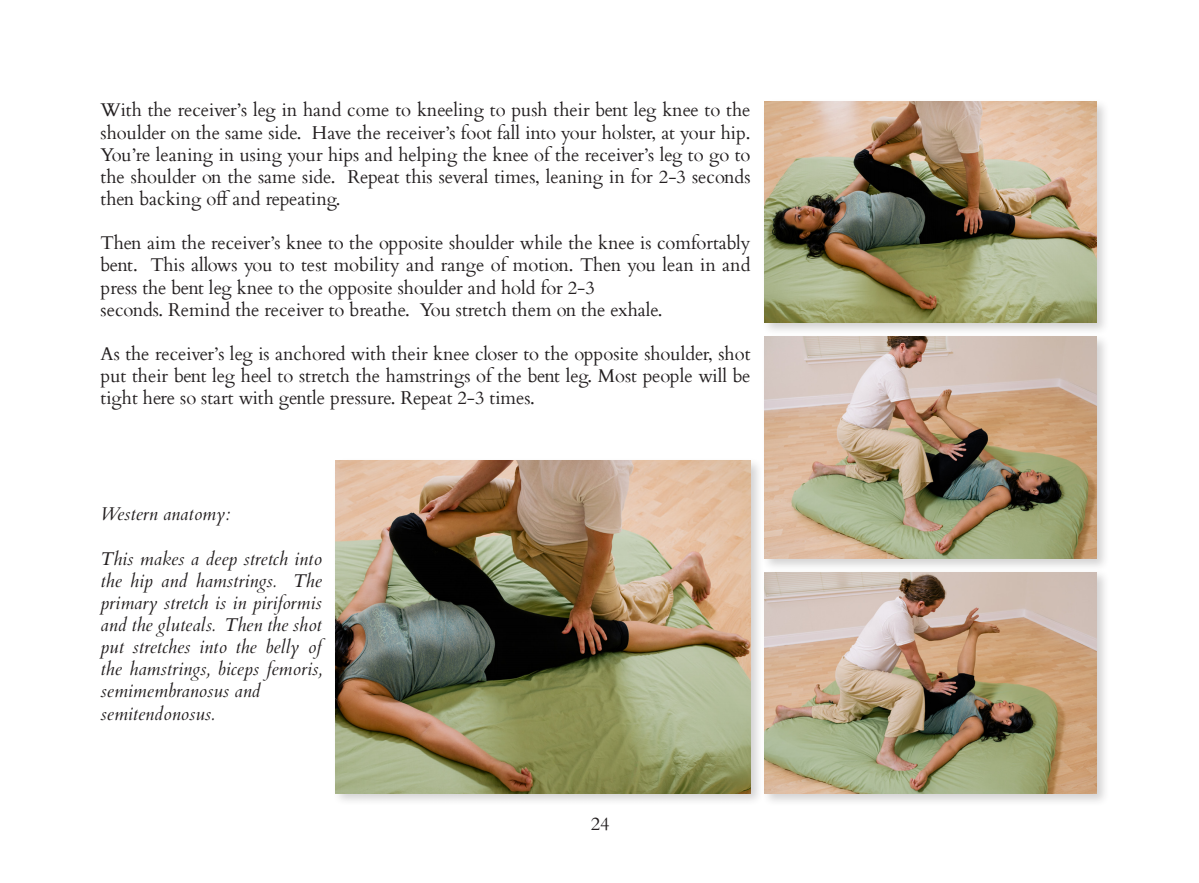 With the receiver's leg in hand come to kneeling to push their bent leg knee to the
shoulder on the same side.  Have the receiver's foot fall into your holster, at your hip.
You're leaning in using your hips and helping the knee of the receiver's leg to go to
the shoulder on the same side.  Repeat this several times, leaning in for 2-3 seconds
then backing off and repeating.
Then aim the receiver's knee to the opposite shoulder while the knee is comfortably
bent.  This allows you to test mobility and range of motion. Then you lean in and
press the bent leg knee to the opposite shoulder and hold for 2-3
seconds. Remind the receiver to breathe.  You stretch them on the exhale.
As the receiver's leg is anchored with their knee closer to the opposite shoulder, shot
put their bent leg heel to stretch the hamstrings of the bent leg. Most people will be
tight here so start with gentle pressure. Repeat 2-3 times.
Western anatomy:
This makes a deep stretch into
the hip and hamstrings.  The
primary stretch is in piriformis
and the gluteals.  Then the shot
put stretches into the belly of
the hamstrings, biceps femoris,
semimembranosus and
semitendonosus.
24